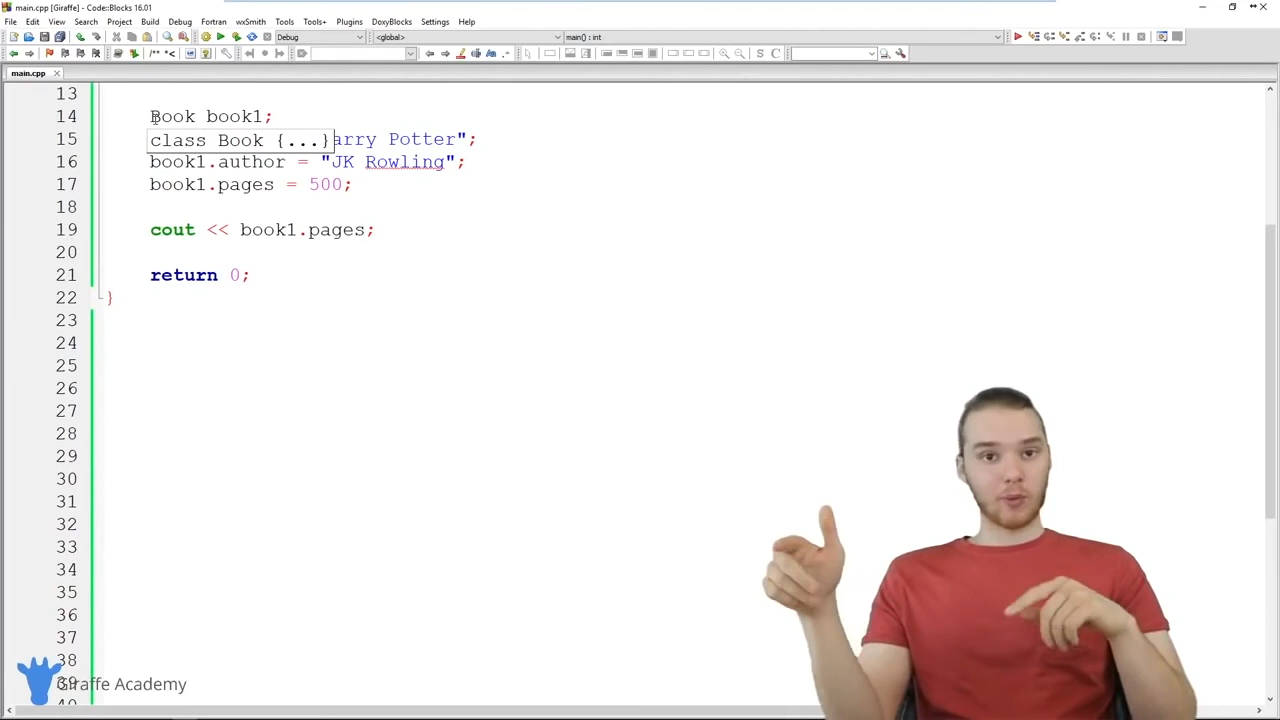 main.cpp [Giraffe] - Code::Blocks 16.01
File Edit View Search Project Build Debug Fortran wxSmith Tools Tools+ Plugins DoxyBlocks Settings Help
Debug <global> main() : int
/** *< S C
main.cpp
13
14 Book book1;
15 arry Potter";
class Book {...}
16 book1.author = "JK Rowling";
17 book1.pages = 500;
18
19 cout << book1.pages;
20
21 return 0;
22 }
23
24
25
26
27
28
29
30
31
32
33
34
35
36
37
38
39
Giraffe Academy